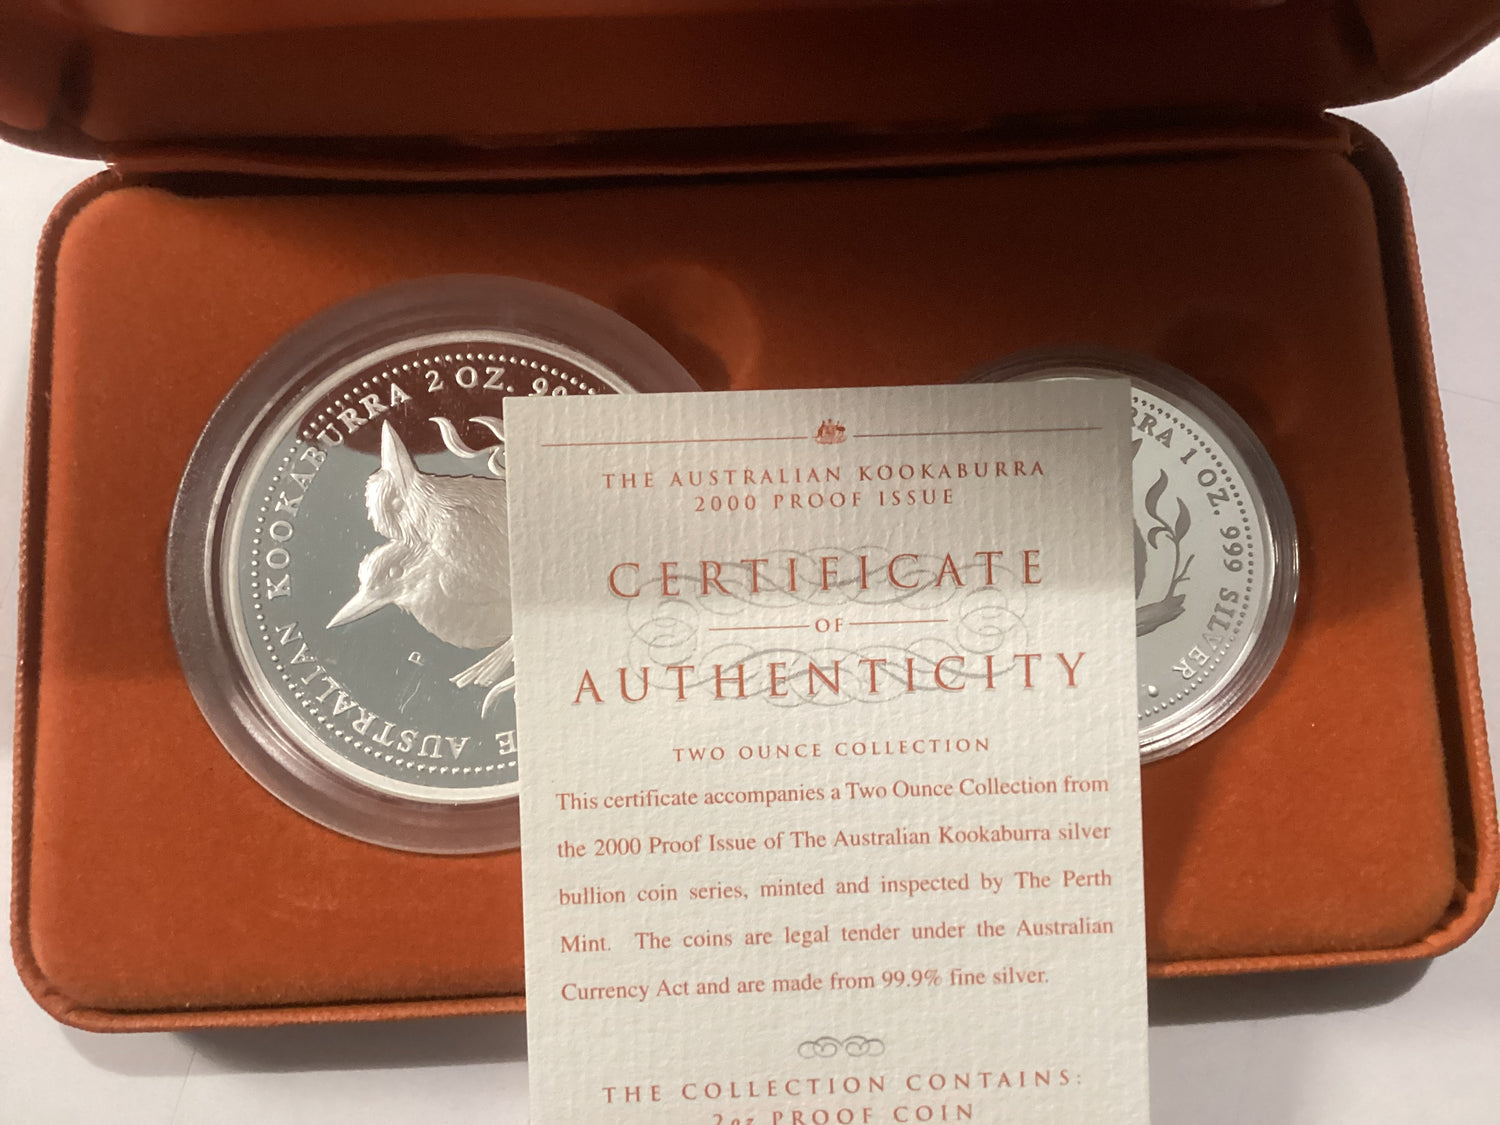 THE AUSTRALIAN KOOKABURRA 2 OZ. 99
RRA 1 OZ. 999 SILVER
P
THE AUSTRALIAN KOOKABURRA
2000 PROOF ISSUE
CERTIFICATE
OF
AUTHENTICITY
TWO OUNCE COLLECTION
This certificate accompanies a Two Ounce Collection from
the 2000 Proof Issue of The Australian Kookaburra silver
bullion coin series, minted and inspected by The Perth
Mint. The coins are legal tender under the Australian
Currency Act and are made from 99.9% fine silver.
THE COLLECTION CONTAINS:
2oz PROOF COIN